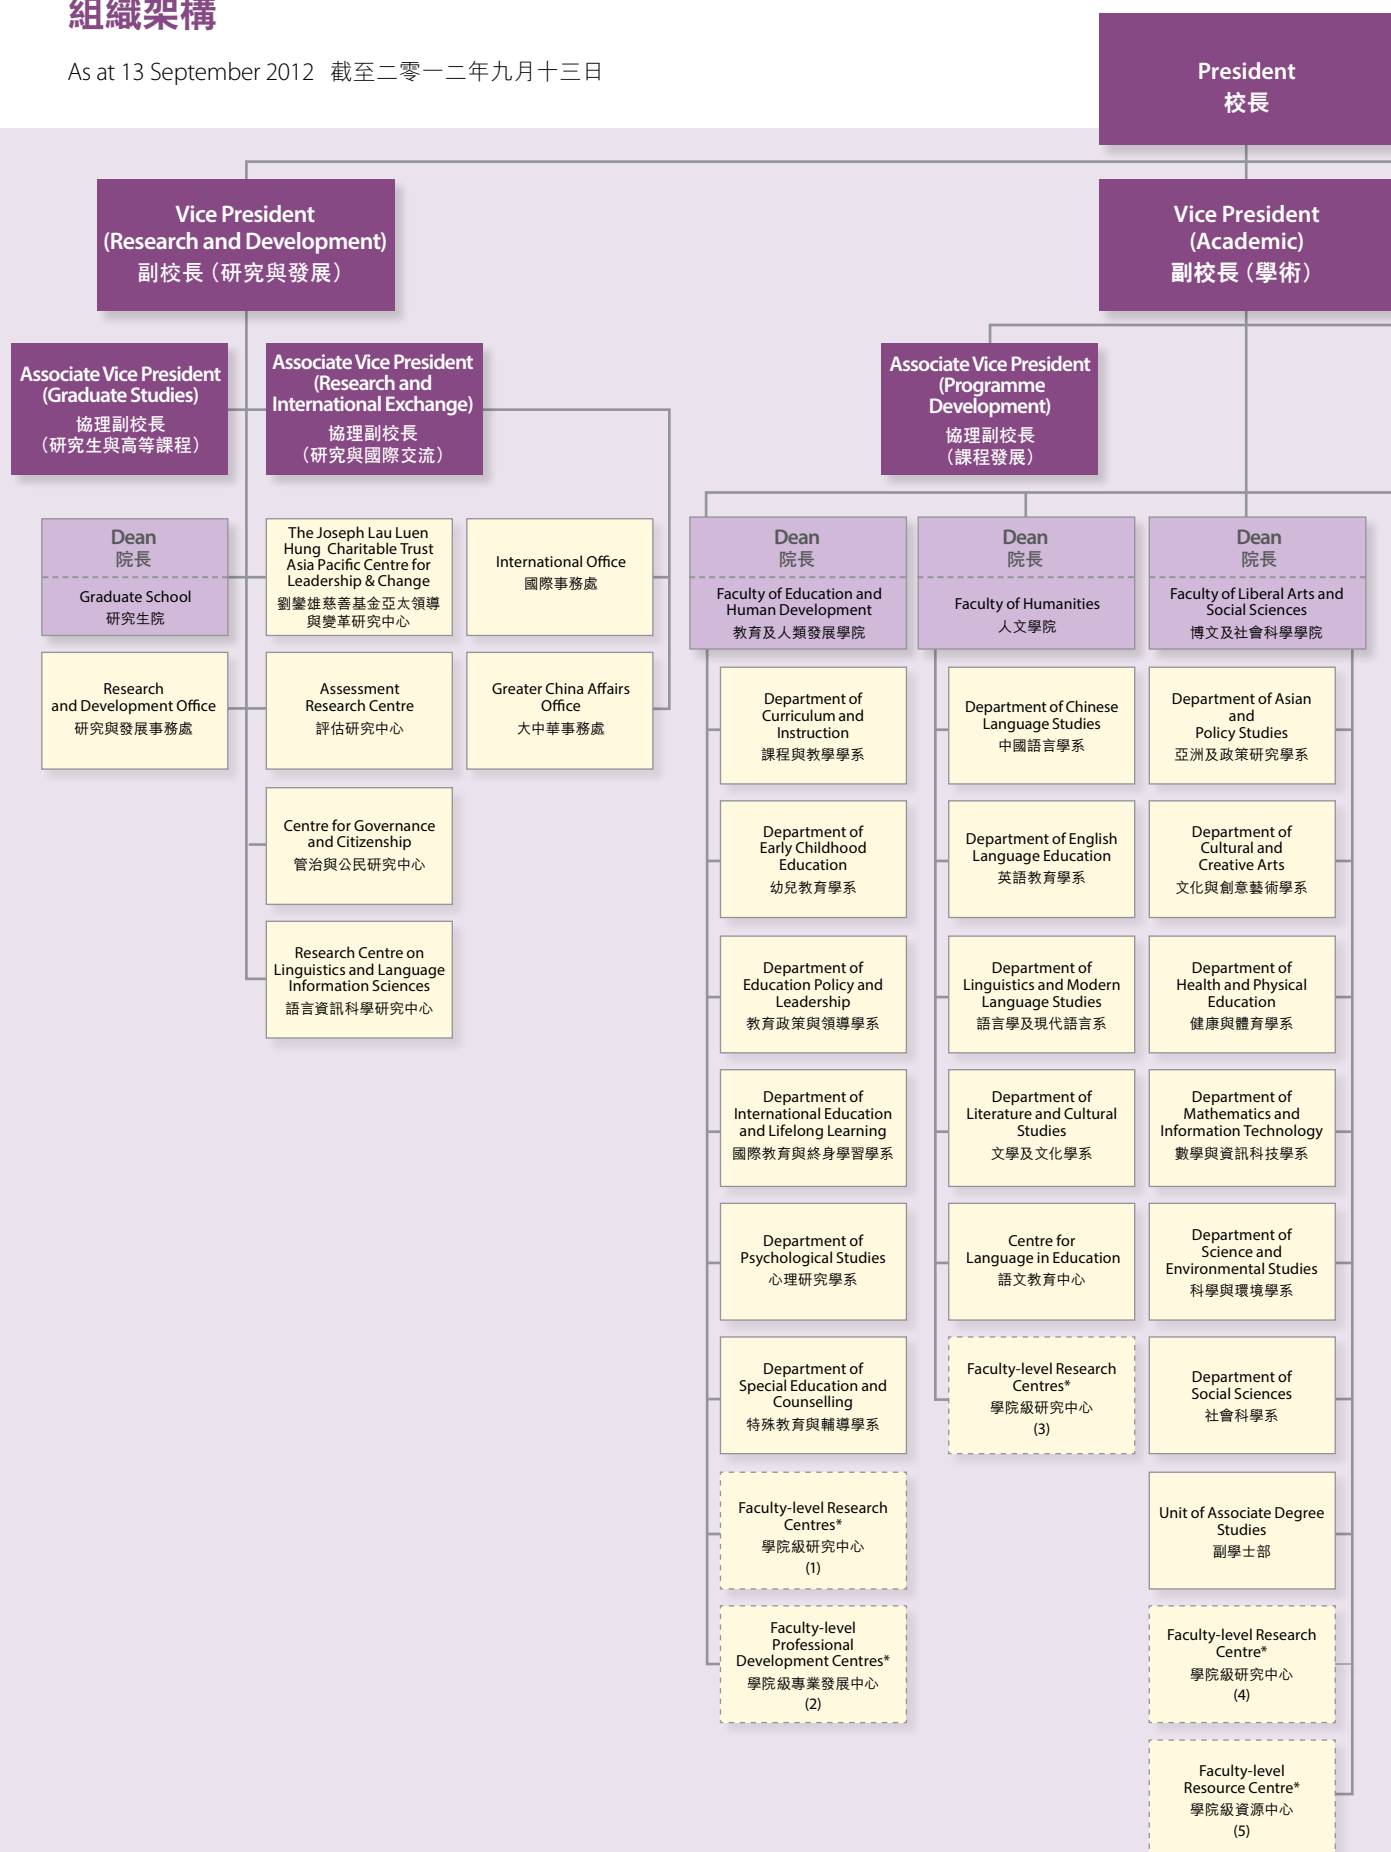 組織架構
As at 13 September 2012 截至二零一二年九月十三日
President
校長
Vice President
(Research and Development)
副校長（研究與發展）
Vice President
(Academic)
副校長（學術）
Associate Vice President
(Graduate Studies)
協理副校長
（研究生與高等課程）
Associate Vice President
(Research and
International Exchange)
協理副校長
（研究與國際交流）
Associate Vice President
(Programme
Development)
協理副校長
（課程發展）
Dean
院長
Graduate School
研究生院
The Joseph Lau Luen
Hung Charitable Trust
Asia Pacific Centre for
Leadership & Change
劉鑾雄慈善基金亞太領導
與變革研究中心
International Office
國際事務處
Research
and Development Office
研究與發展事務處
Assessment
Research Centre
評估研究中心
Greater China Affairs
Office
大中華事務處
Centre for Governance
and Citizenship
管治與公民研究中心
Research Centre on
Linguistics and Language
Information Sciences
語言資訊科學研究中心
Dean
院長
Faculty of Education and
Human Development
教育及人類發展學院
Department of
Curriculum and
Instruction
課程與教學學系
Department of
Early Childhood
Education
幼兒教育學系
Department of
Education Policy and
Leadership
教育政策與領導學系
Department of
International Education
and Lifelong Learning
國際教育與終身學習學系
Department of
Psychological Studies
心理研究學系
Department of
Special Education and
Counselling
特殊教育與輔導學系
Faculty-level Research
Centres*
學院級研究中心
(1)
Faculty-level
Professional
Development Centres*
學院級專業發展中心
(2)
Dean
院長
Faculty of Humanities
人文學院
Department of Chinese
Language Studies
中國語言學系
Department of English
Language Education
英語教育學系
Department of
Linguistics and Modern
Language Studies
語言學及現代語言系
Department of
Literature and Cultural
Studies
文學及文化學系
Centre for
Language in Education
語文教育中心
Faculty-level Research
Centres*
學院級研究中心
(3)
Dean
院長
Faculty of Liberal Arts and
Social Sciences
博文及社會科學學院
Department of Asian
and
Policy Studies
亞洲及政策研究學系
Department of
Cultural and
Creative Arts
文化與創意藝術學系
Department of
Health and Physical
Education
健康與體育學系
Department of
Mathematics and
Information Technology
數學與資訊科技學系
Department of
Science and
Environmental Studies
科學與環境學系
Department of
Social Sciences
社會科學系
Unit of Associate Degree
Studies
副學士部
Faculty-level Research
Centre*
學院級研究中心
(4)
Faculty-level
Resource Centre*
學院級資源中心
(5)